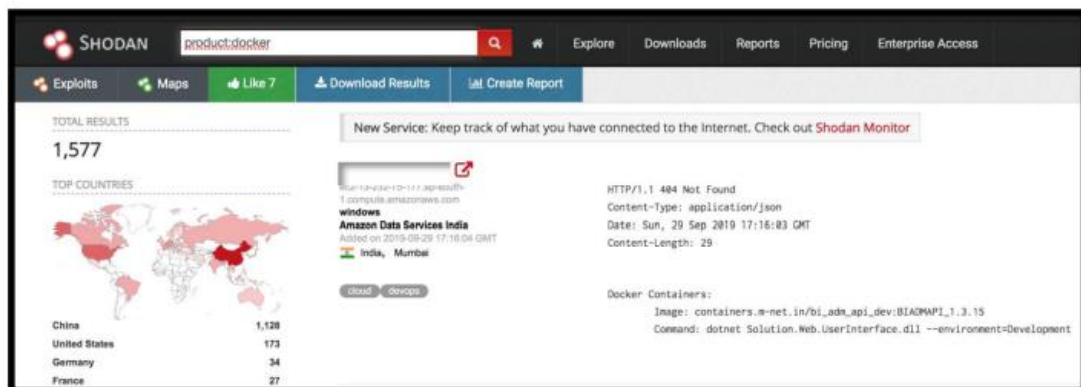 SHODAN
product:docker
Explore
Downloads
Reports
Pricing
Enterprise Access
Exploits
Maps
Like 7
Download Results
Create Report
TOTAL RESULTS
1,577
TOP COUNTRIES
China 1,128
United States 173
Germany 34
France 27
New Service: Keep track of what you have connected to the Internet. Check out Shodan Monitor
1.compute.amazonaws.com
windows
Amazon Data Services India
Added on 2019-09-29 17:16:04 GMT
India, Mumbai
cloud devops
HTTP/1.1 404 Not Found
Content-Type: application/json
Date: Sun, 29 Sep 2019 17:16:03 GMT
Content-Length: 29
Docker Containers:
Image: containers.m-net.in/bi_adm_api_dev:BIADMAPI_1.3.15
Command: dotnet Solution.Web.UserInterface.dll --environment=Development